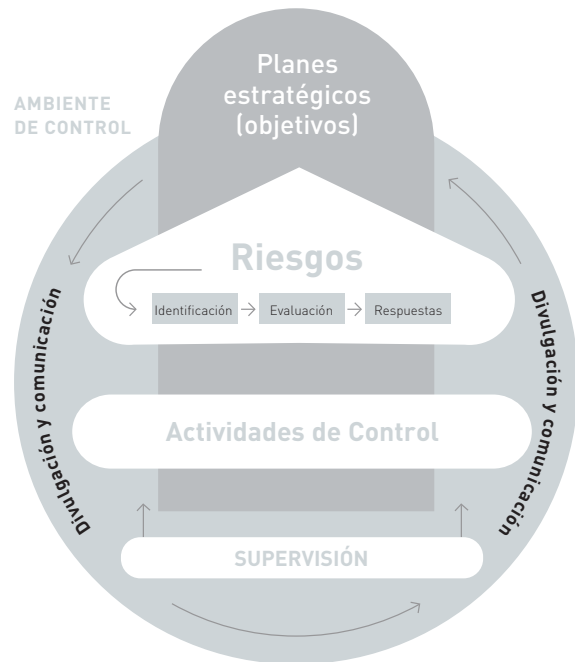 Planes
estratégicos
(objetivos)
AMBIENTE
DE CONTROL
Riesgos
Identificación
Evaluación
Respuestas
Divulgación y comunicación
Divulgación y comunicación
Actividades de Control
SUPERVISIÓN